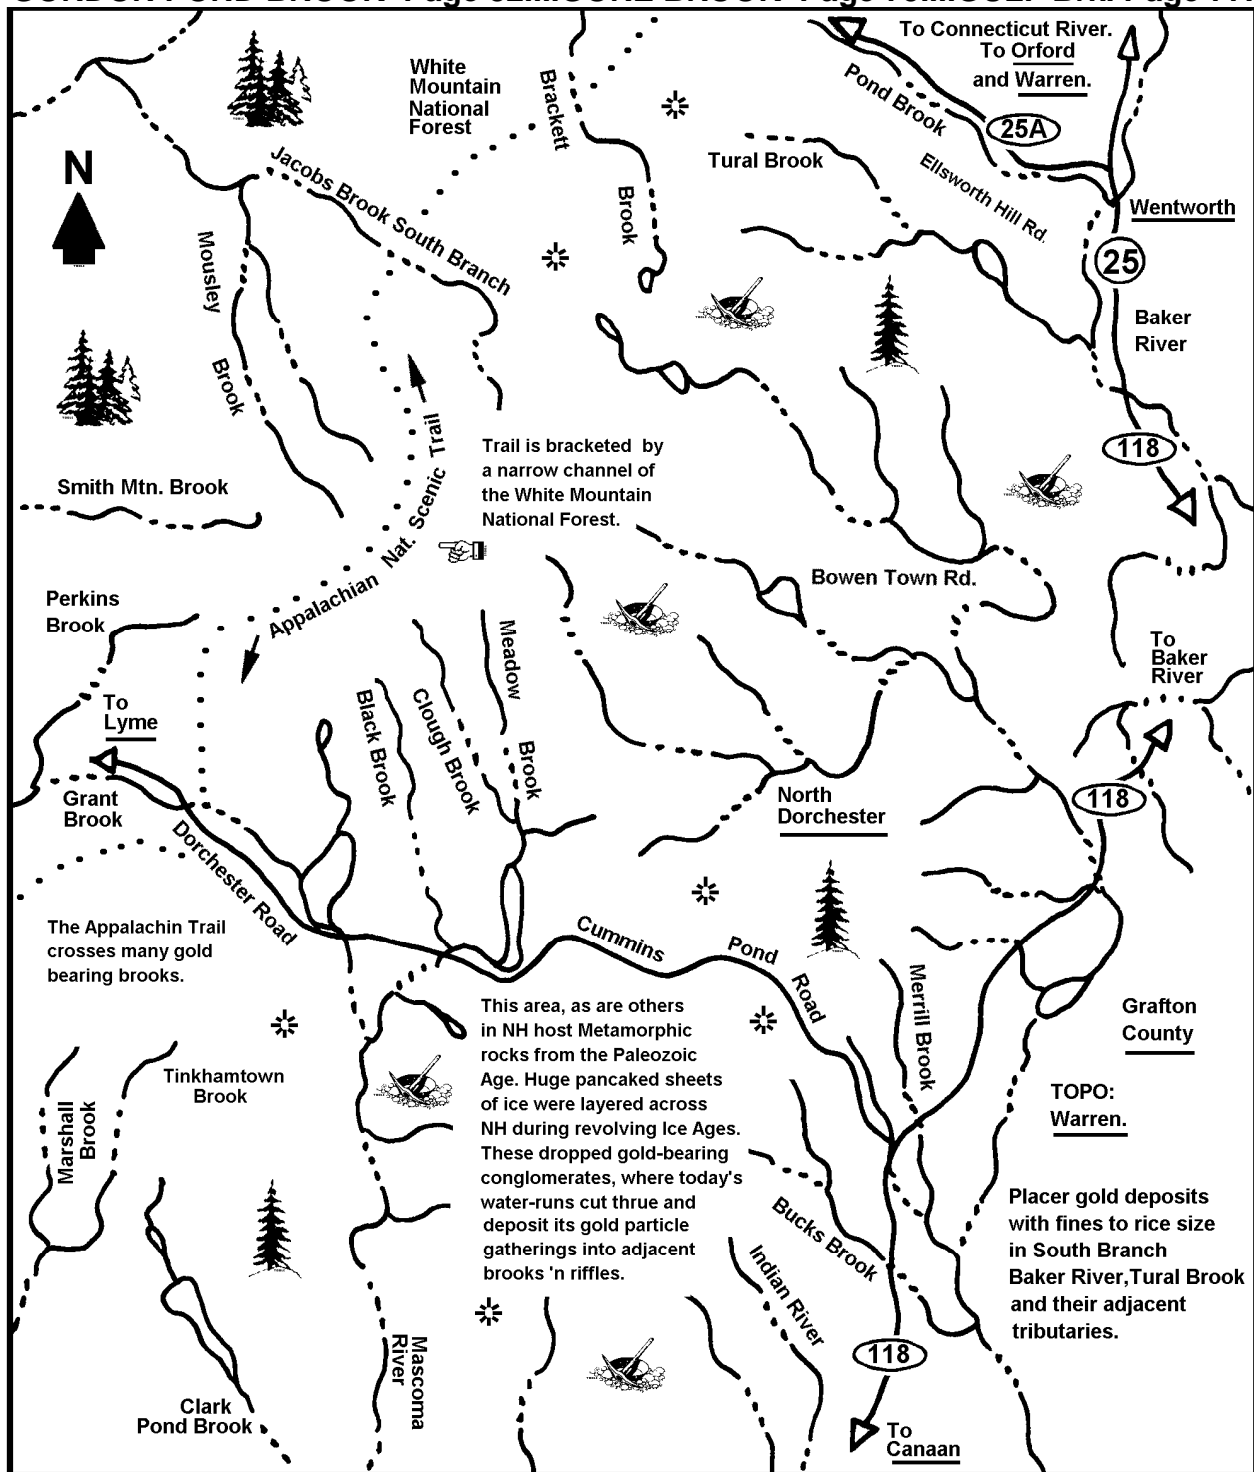 To Connecticut River.
To Orford
and Warren.
White
Mountain
National
Forest
Brackett
Brook
Pond Brook
25A
Tural Brook
Ellsworth Hill Rd.
Wentworth
N
Jacobs Brook South Branch
Mousley
Brook
25
Baker
River
118
Trail is bracketed by
a narrow channel of
the White Mountain
National Forest.
Smith Mtn. Brook
Appalachian Nat. Scenic Trail
Bowen Town Rd.
Perkins
Brook
Meadow
Brook
To
Baker
River
To
Lyme
Black Brook
Clough Brook
Grant
Brook
North
Dorchester
118
Dorchester Road
The Appalachin Trail
crosses many gold
bearing brooks.
Cummins Pond Road
Merrill Brook
This area, as are others
in NH host Metamorphic
rocks from the Paleozoic
Age. Huge pancaked sheets
of ice were layered across
NH during revolving Ice Ages.
These dropped gold-bearing
conglomerates, where today's
water-runs cut thrue and
deposit its gold particle
gatherings into adjacent
brooks 'n riffles.
Grafton
County
Tinkhamtown
Brook
Marshall
Brook
TOPO:
Warren.
Placer gold deposits
with fines to rice size
in South Branch
Baker River,Tural Brook
and their adjacent
tributaries.
Bucks Brook
Indian River
Mascoma
River
118
Clark
Pond Brook
To
Canaan